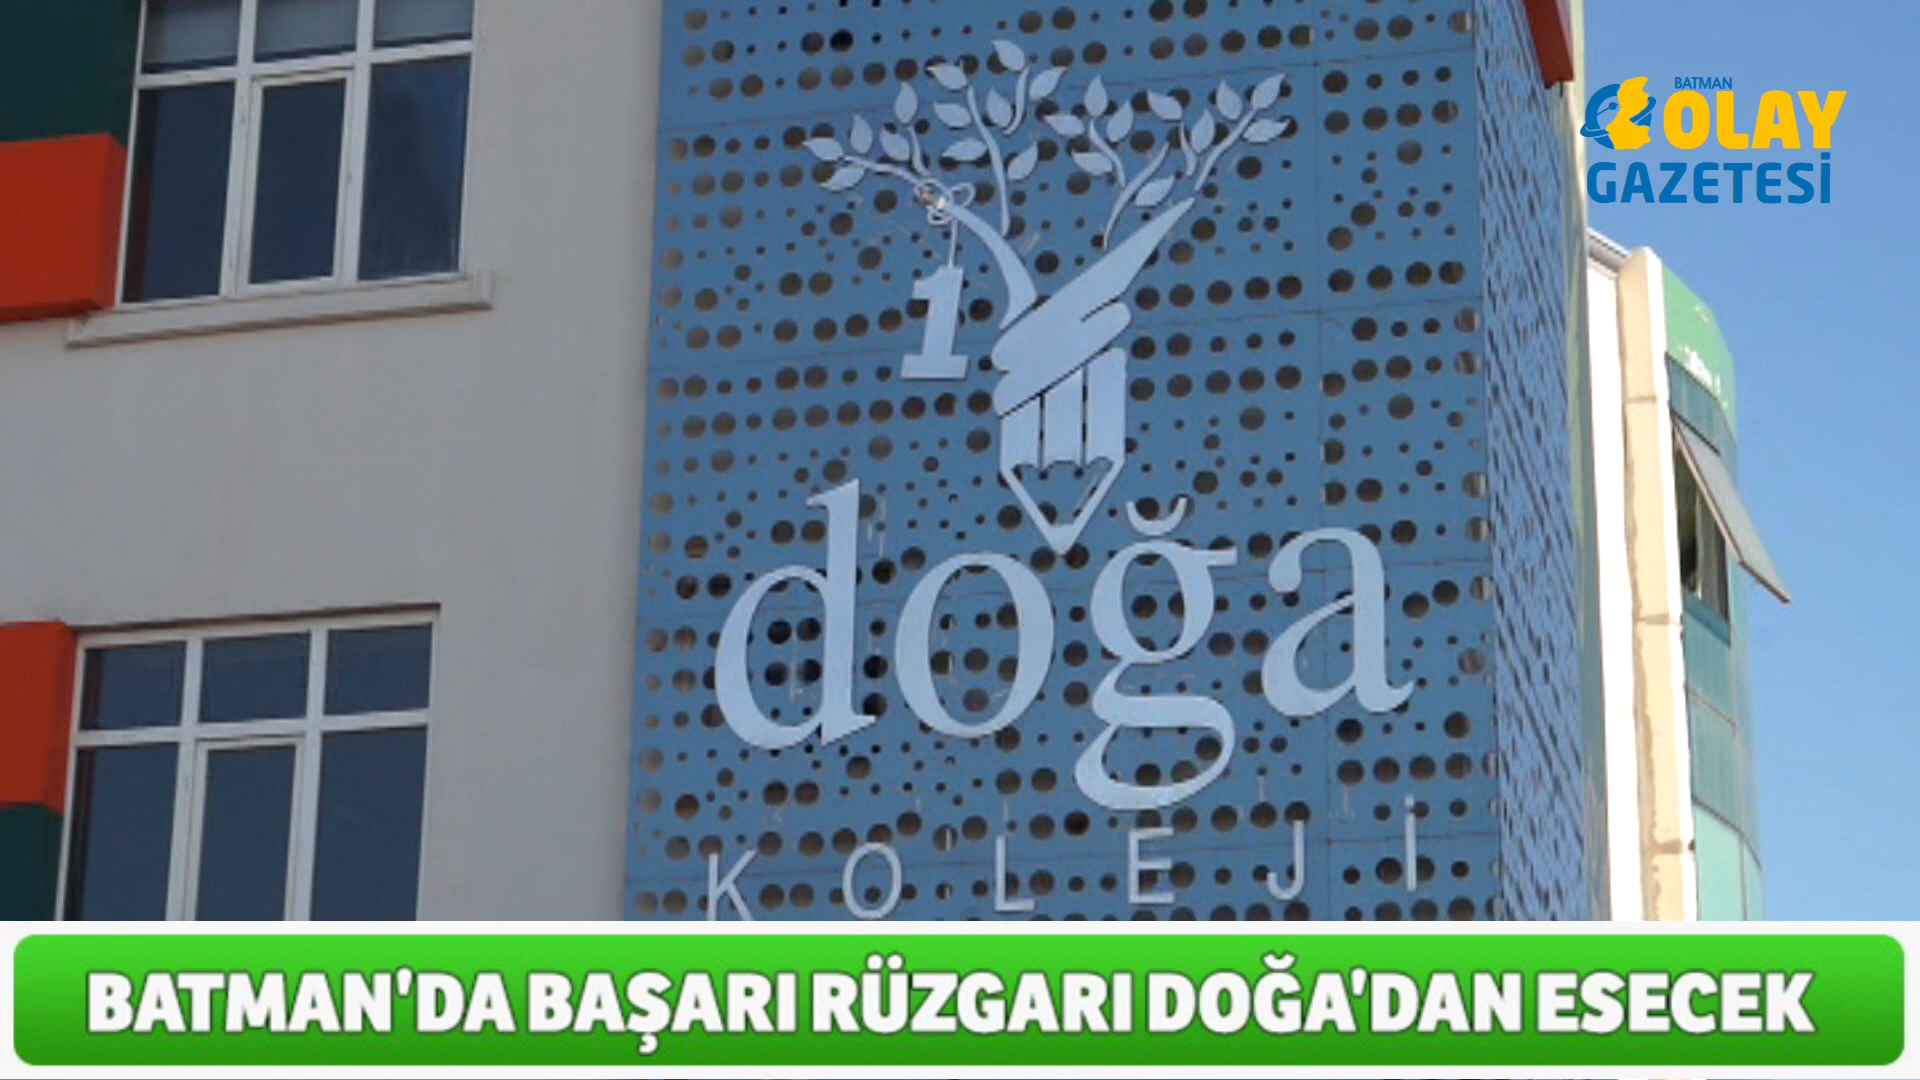 BATMAN
OLAY
GAZETESİ
1
doğa
KOLEJİ
BATMAN'DA BAŞARI RÜZGARI DOĞA'DAN ESECEK